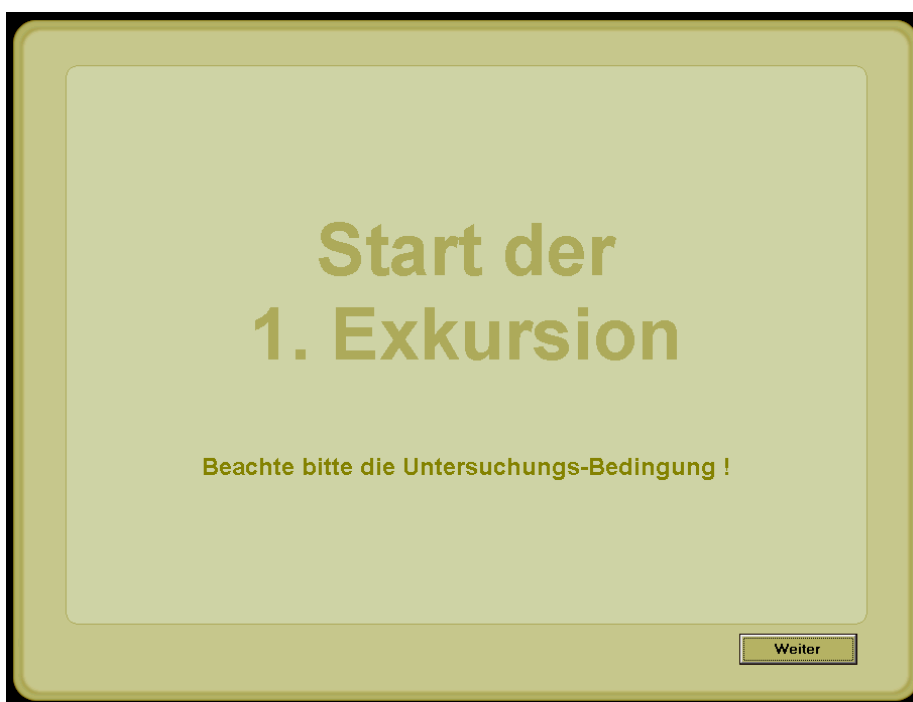 Start der
1. Exkursion
Beachte bitte die Untersuchungs-Bedingung !
Weiter